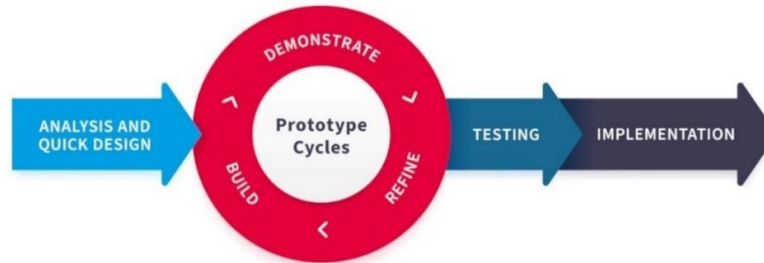 ANALYSIS AND
QUICK DESIGN
DEMONSTRATE
Prototype
Cycles
BUILD
REFINE
TESTING
IMPLEMENTATION